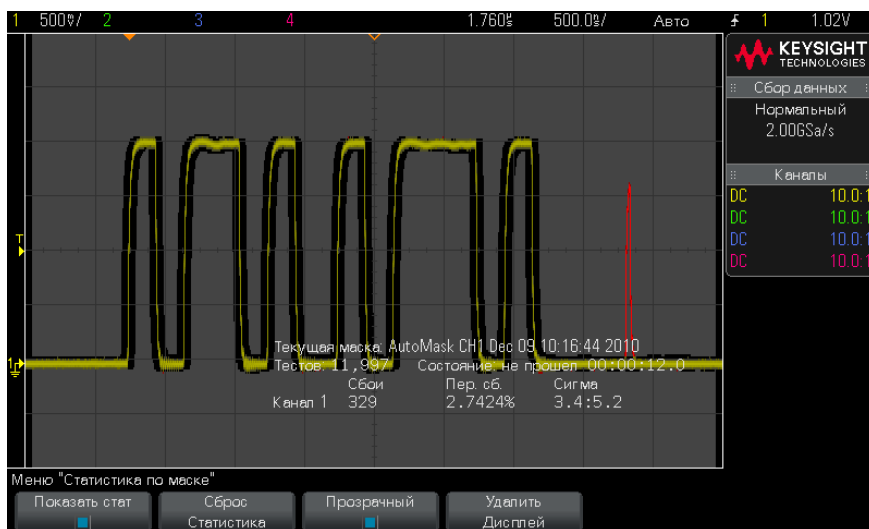 1 500▿/ 2 3 4 1.760s 500.0s/ Авто 1 1.02V
KEYSIGHT
TECHNOLOGIES
Сбор данных
Нормальный
2.00GSa/s
Каналы
DC 10.0:1
DC 10.0:1
DC 10.0:1
DC 10.0:1
T
1
Текущая маска: AutoMask CH1 Dec 09 10:16:44 2010
Тестов: 11,997 Состояние: не прошел 00:00:12.0
Сбои Пер. сб. Сигма
Канал 1 329 2.7424% 3.4:5.2
Меню "Статистика по маске"
Показать стат Сброс Прозрачный Удалить
Статистика Дисплей